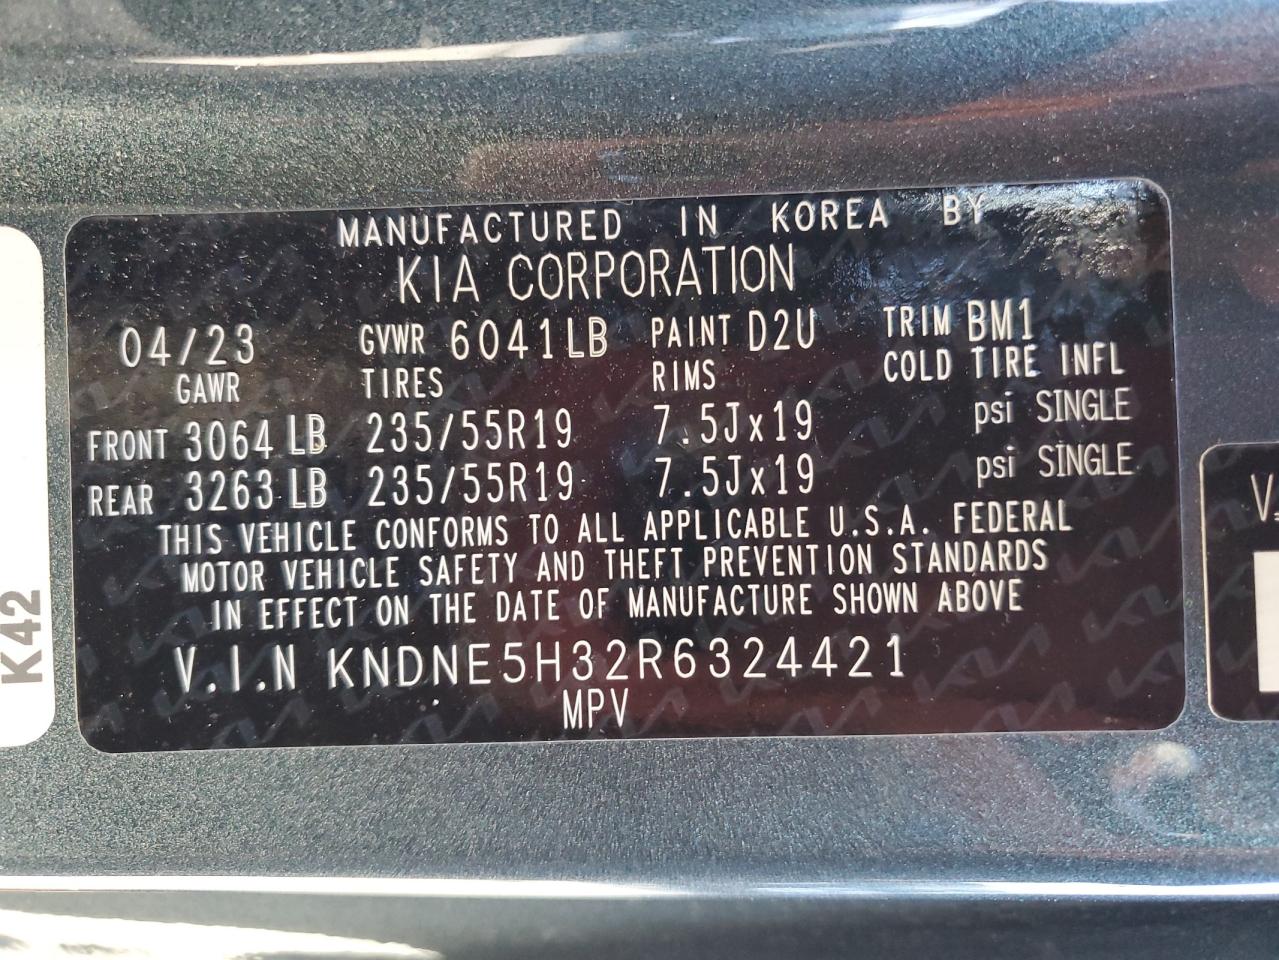 MANUFACTURED IN KOREA BY
KIA CORPORATION
04/23 GVWR 6041LB PAINT D2U TRIM BM1
GAWR TIRES RIMS COLD TIRE INFL
FRONT 3064 LB 235/55R19 7.5Jx19 psi SINGLE
REAR 3263 LB 235/55R19 7.5Jx19 psi SINGLE
THIS VEHICLE CONFORMS TO ALL APPLICABLE U.S.A. FEDERAL
MOTOR VEHICLE SAFETY AND THEFT PREVENTION STANDARDS
IN EFFECT ON THE DATE OF MANUFACTURE SHOWN ABOVE
V.I.N KNDNE5H32R6324421
MPV
K42